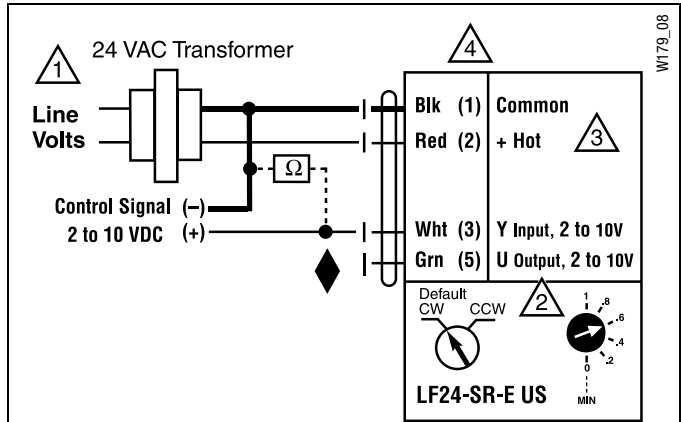 W179_08
1 24 VAC Transformer
4
Line
Volts
Blk (1) Common
Red (2) + Hot
3
Ω
Control Signal (–)
2 to 10 VDC (+)
Wht (3) Y Input, 2 to 10V
Grn (5) U Output, 2 to 10V
2
Default
CW CCW
1
.8
.6
.4
.2
0
MIN
LF24-SR-E US